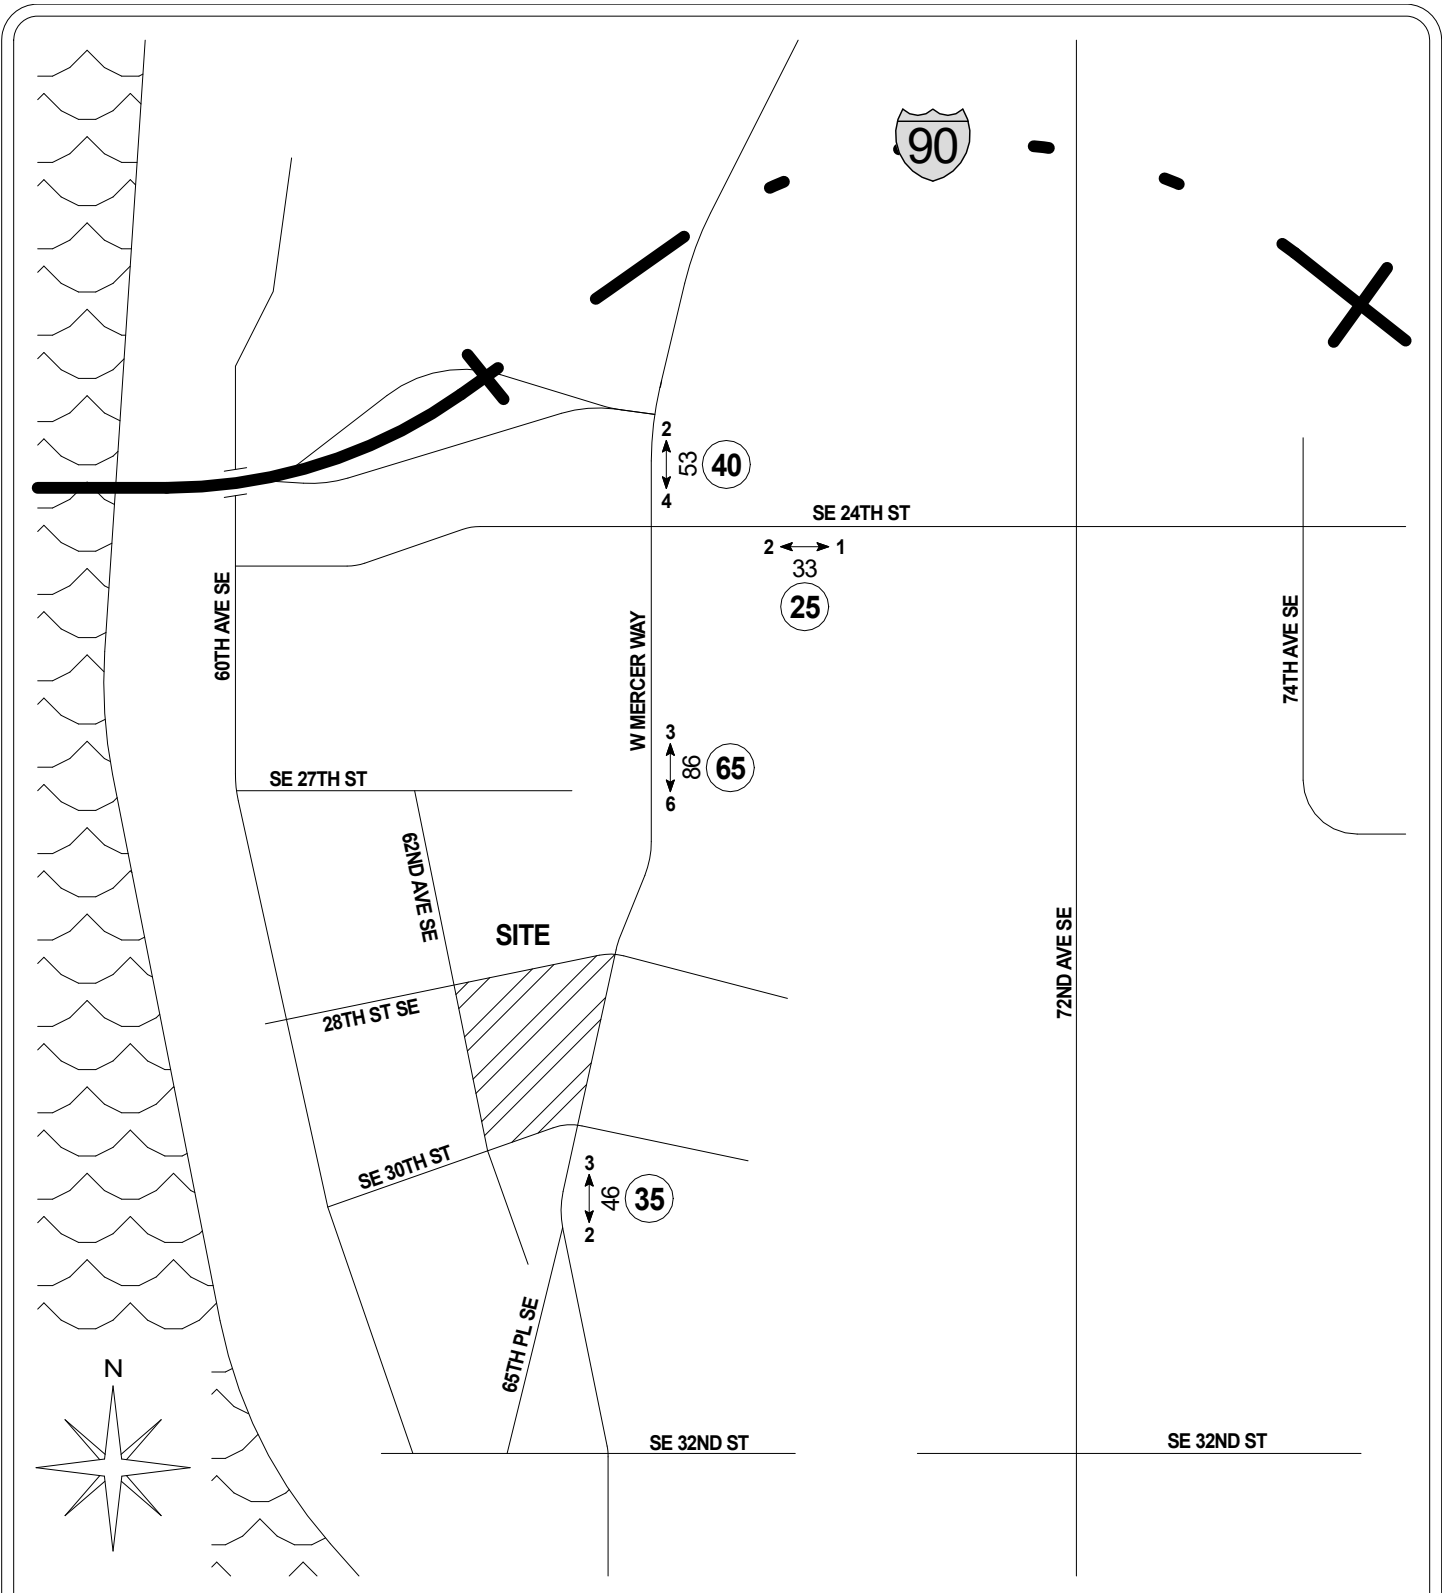 90
2
53
40
4
SE 24TH ST
2
1
33
25
60TH AVE SE
W MERCER WAY
74TH AVE SE
3
86
65
6
SE 27TH ST
62ND AVE SE
SITE
72ND AVE SE
28TH ST SE
SE 30TH ST
3
46
35
2
65TH PL SE
N
SE 32ND ST
SE 32ND ST